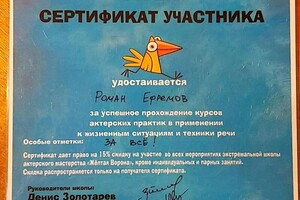 СЕРТИФИКАТ УЧАСТНИКА
удостаивается
Роман Ефремов
за успешное прохождение курсов
актерских практик в применении
к жизненным ситуациям и техники речи
Особые отметки: ЗА ВСЁ!
Сертификат дает право на 15% скидку на участие во всех мероприятиях экстремальной школы
актерского мастерства «Жёлтая Ворона», кроме индивидуальных и парных занятий.
Скидка распространяется только на получателя сертификата.
Руководители школы:
Денис Золотарев